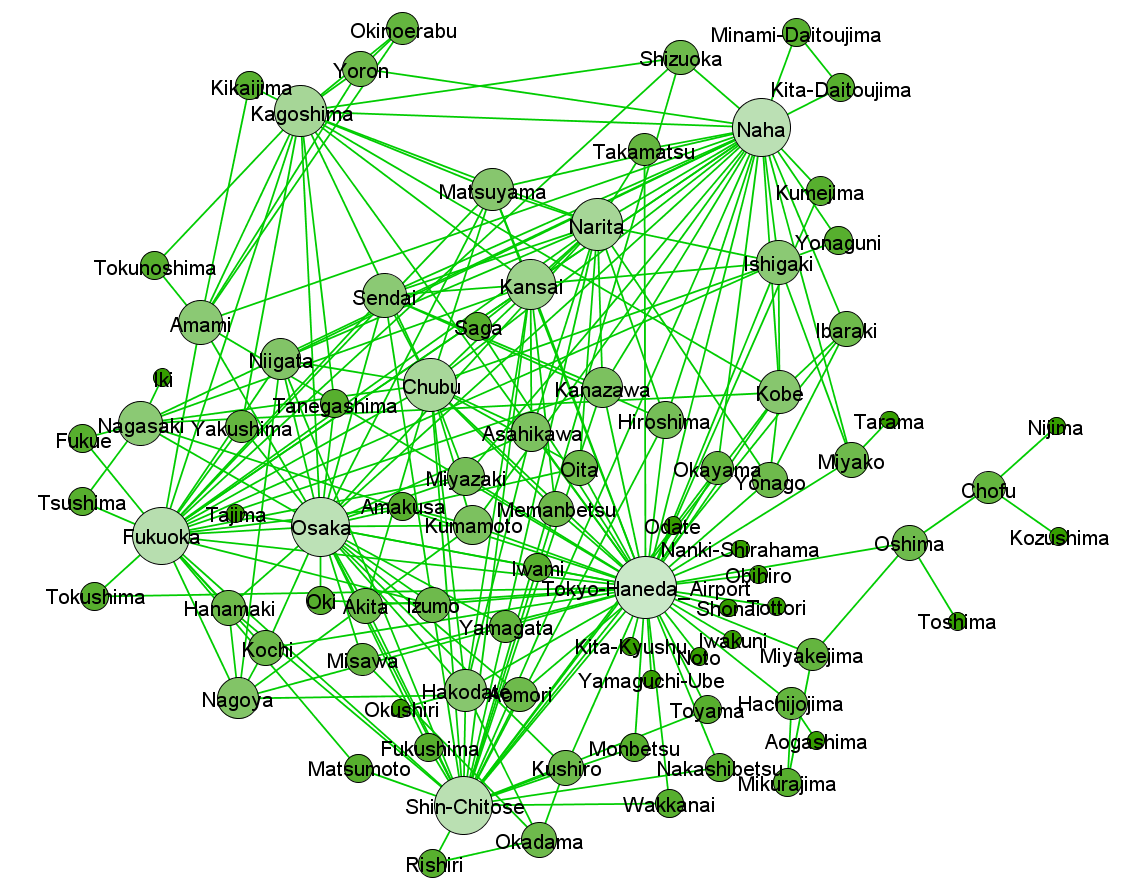 Okinoerabu
Minami-Daitoujima
Shizuoka
Yoron
Kikaijima
Kita-Daitoujima
Kagoshima
Naha
Takamatsu
Matsuyama
Kumejima
Narita
Yonaguni
Tokunoshima
Ishigaki
Kansai
Sendai
Amami
Saga
Ibaraki
Niigata
Iki
Chubu
Kanazawa
Kobe
Tanegashima
Nagasaki
Yakushima
Hiroshima
Tarama
Nijima
Asahikawa
Fukue
Miyako
Oita
Okayama
Miyazaki
Yonago
Chofu
Tsushima
Amakusa
Memanbetsu
Tajima
Kumamoto
Osaka
Odate
Fukuoka
Kozushima
Oshima
Nanki-Shirahama
Iwami
Obihiro
Tokyo-Haneda_Airport
Tokushima
Hanamaki
Oki
Akita
Izumo
Shonai
Tottori
Toshima
Yamagata
Iwakuni
Kita-Kyushu
Kochi
Noto
Miyakejima
Misawa
Yamaguchi-Ube
Hakodate
Aomori
Nagoya
Hachijojima
Okushiri
Toyama
Aogashima
Fukushima
Monbetsu
Matsumoto
Kushiro
Nakashibetsu
Mikurajima
Shin-Chitose
Wakkanai
Okadama
Rishiri